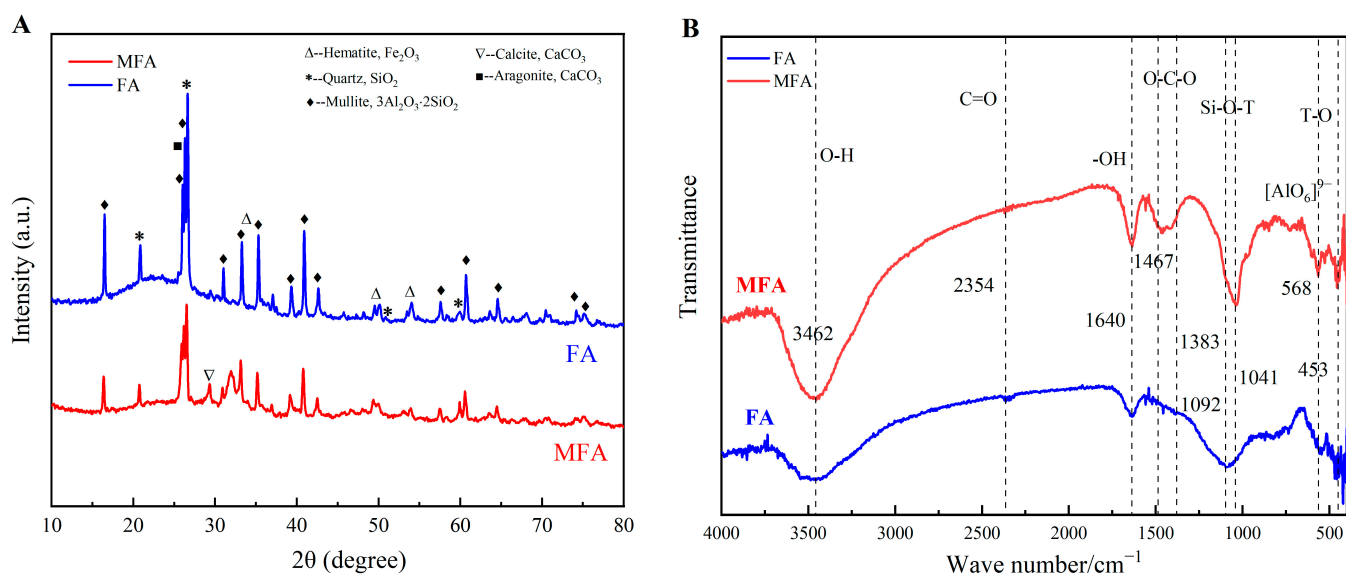 A
MFA
FA
Δ--Hematite, Fe₂O₃
*--Quartz, SiO₂
♦--Mullite, 3Al₂O₃·2SiO₂
∇--Calcite, CaCO₃
■--Aragonite, CaCO₃
Intensity (a.u.)
FA
MFA
10 20 30 40 50 60 70 80
2θ (degree)
B
FA
MFA
O-H
C=O
-OH
O-C-O
Si-O-T
T-O
[AlO₆]⁹⁻
Transmittance
MFA
FA
3462
2354
1640
1467
1383
1092
1041
568
453
4000 3500 3000 2500 2000 1500 1000 500
Wave number/cm⁻¹